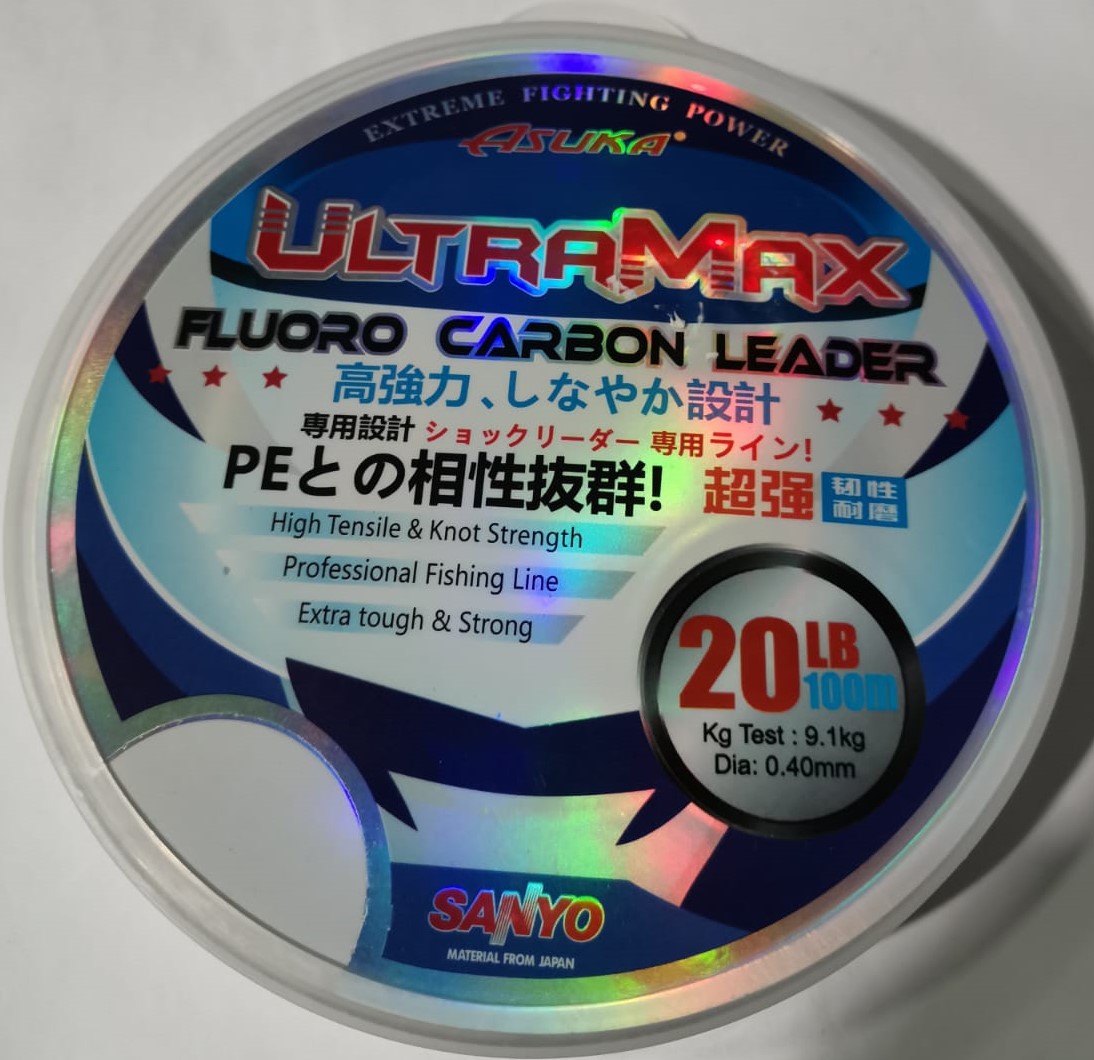 EXTREME FIGHTING POWER
ASUKA
ULTRAMAX
FLUORO CARBON LEADER
高強力、しなやか設計
専用設計 ショックリーダー 専用ライン!
PEとの相性抜群! 超强 韧性
耐磨
High Tensile & Knot Strength
Professional Fishing Line
Extra tough & Strong
20LB
100m
Kg Test : 9.1kg
Dia: 0.40mm
SANYO
MATERIAL FROM JAPAN